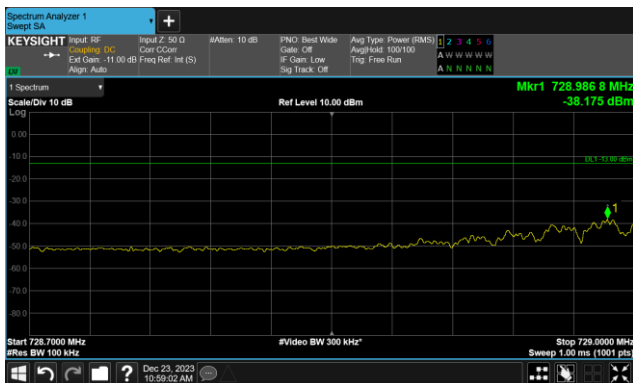 Spectrum Analyzer 1
Swept SA
+
KEYSIGHT
Input: RF
Coupling: DC
Ext Gain: -11.00 dB
Align: Auto
Input Z: 50 Ω
Corr CCorr
Freq Ref: Int (S)
#Atten: 10 dB
PNO: Best Wide
Gate: Off
IF Gain: Low
Sig Track: Off
Avg Type: Power (RMS)
Avg|Hold: 100/100
Trig: Free Run
1 2 3 4 5 6
A W W W W W
A N N N N N
LXI
1 Spectrum
Scale/Div 10 dB
Log
Ref Level 10.00 dBm
Mkr1 728.986 8 MHz
-38.175 dBm
0.00
-10.0
DL1 -13.00 dBm
-20.0
-30.0
1
-40.0
-50.0
-60.0
-70.0
-80.0
Start 728.7000 MHz
#Res BW 100 kHz
#Video BW 300 kHz*
Stop 729.0000 MHz
Sweep 1.00 ms (1001 pts)
?
Dec 23, 2023
10:59:02 AM